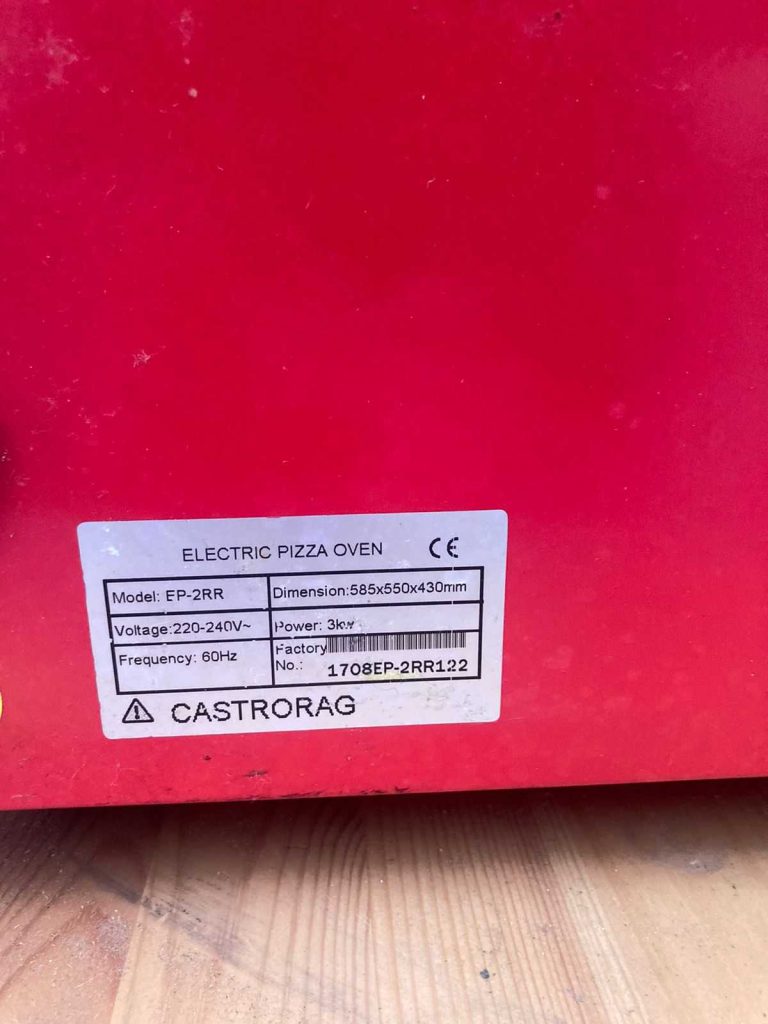 ELECTRIC PIZZA OVEN CE
Model: EP-2RR
Dimension:585x550x430mm
Voltage:220-240V~
Power: 3kw
Frequency: 60Hz
Factory
No.: 1708EP-2RR122
CASTRORAG